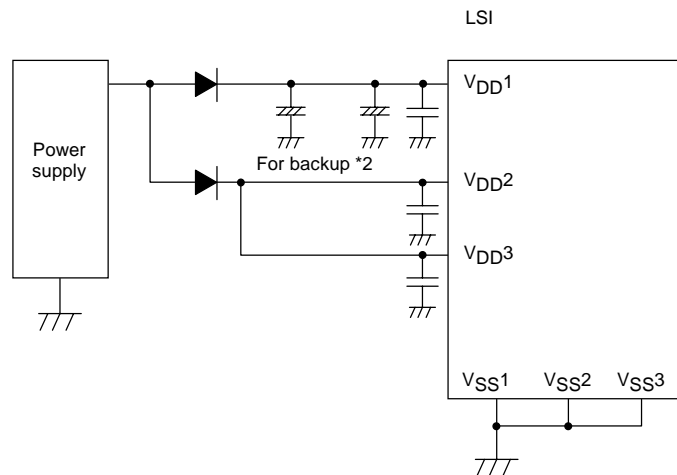 LSI
Power
supply
VDD1
For backup *2
VDD2
VDD3
VSS1 VSS2 VSS3